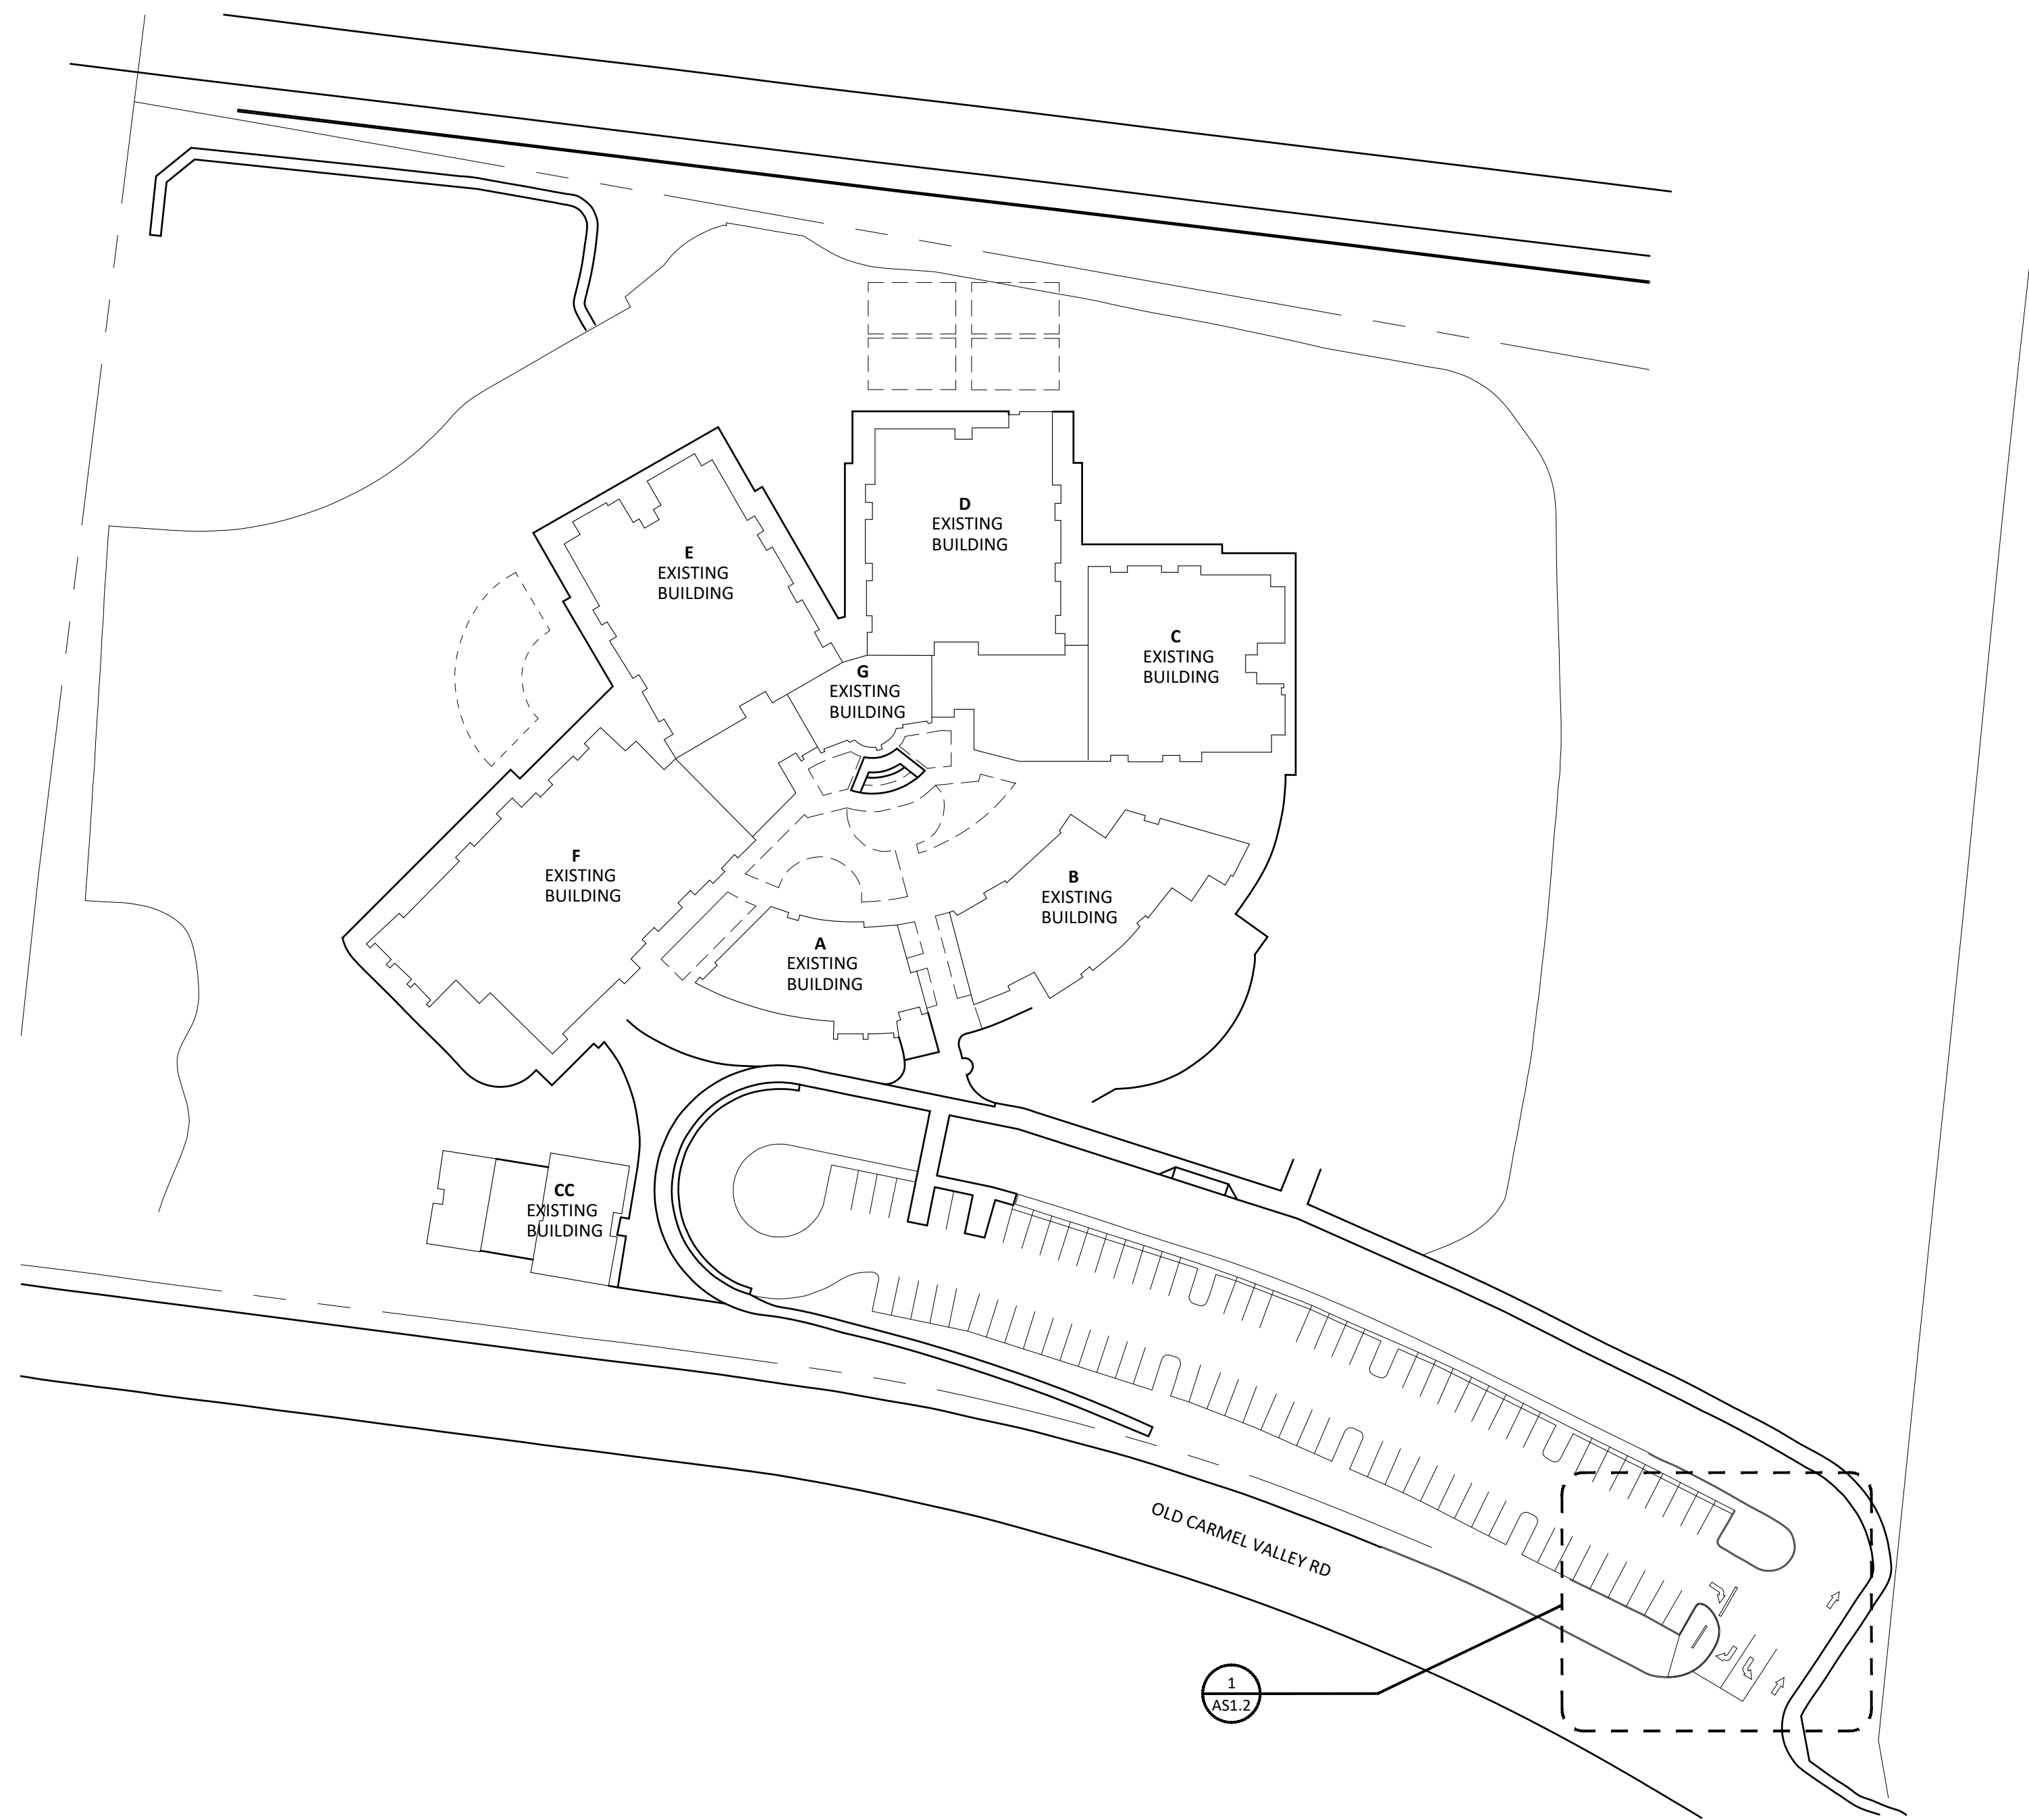 D
EXISTING
BUILDING
E
EXISTING
BUILDING
C
EXISTING
BUILDING
G
EXISTING
BUILDING
F
EXISTING
BUILDING
B
EXISTING
BUILDING
A
EXISTING
BUILDING
CC
EXISTING
BUILDING
OLD CARMEL VALLEY RD
1
AS1.2